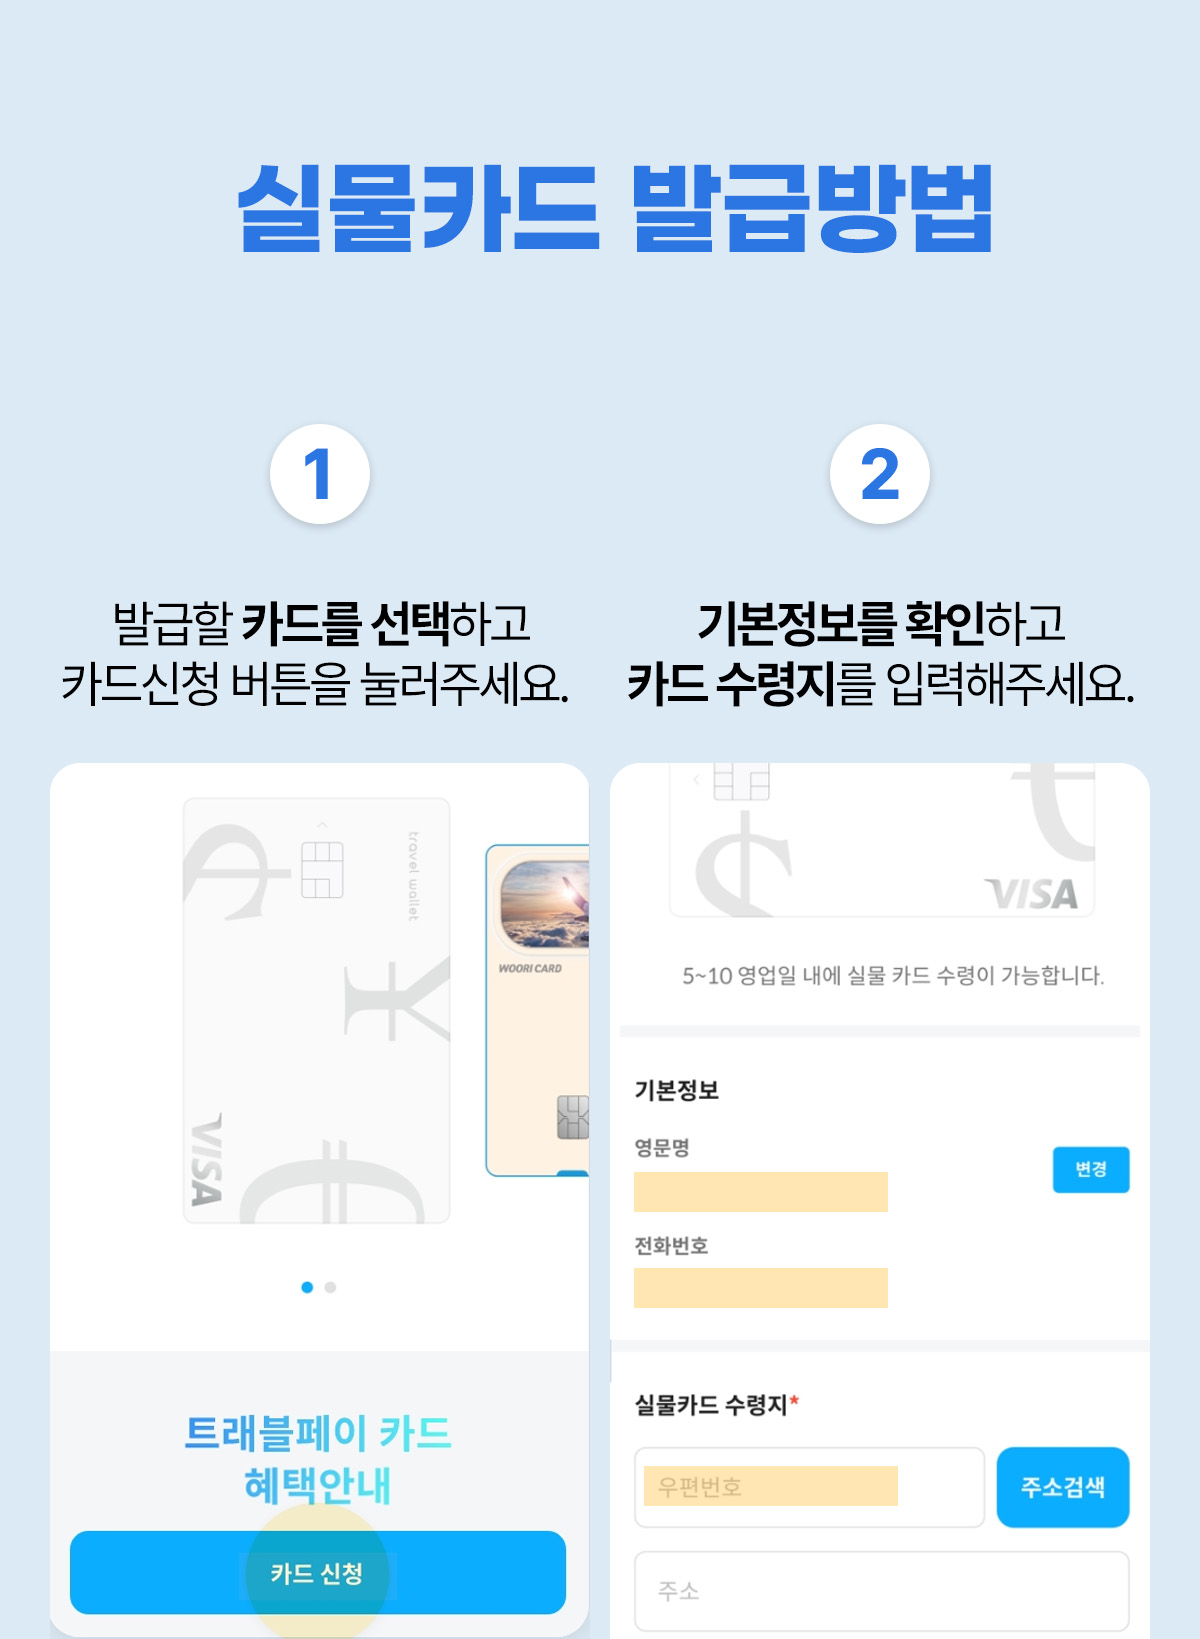 실물카드 발급방법
1
발급할 카드를 선택하고
카드신청 버튼을 눌러주세요.
travel wallet
VISA
WOORI CARD
트래블페이 카드
혜택안내
카드 신청
2
기본정보를 확인하고
카드 수령지를 입력해주세요.
VISA
5~10 영업일 내에 실물 카드 수령이 가능합니다.
기본정보
영문명
변경
전화번호
실물카드 수령지*
우편번호
주소검색
주소